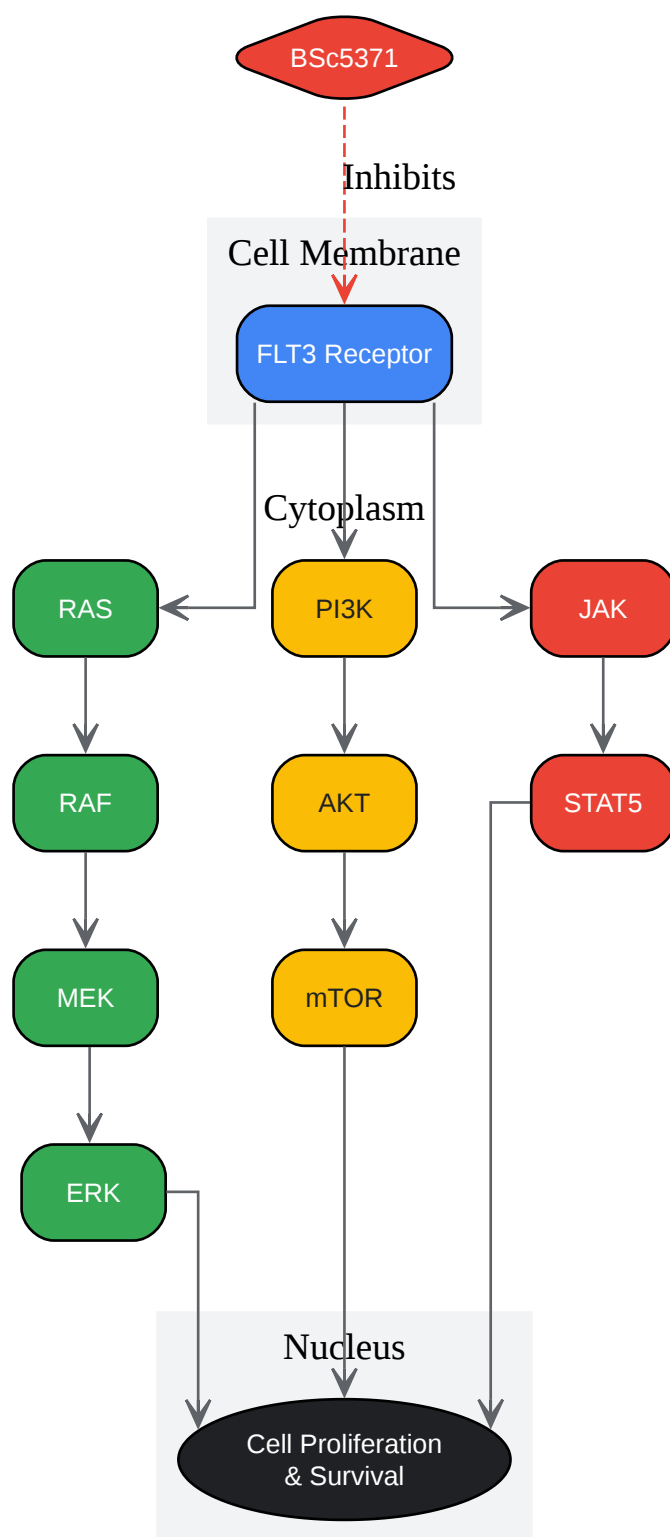 BSc5371
Inhibits
Cell Membrane
FLT3 Receptor
Cytoplasm
RAS
PI3K
JAK
RAF
AKT
STAT5
MEK
mTOR
ERK
Nucleus
Cell Proliferation
& Survival